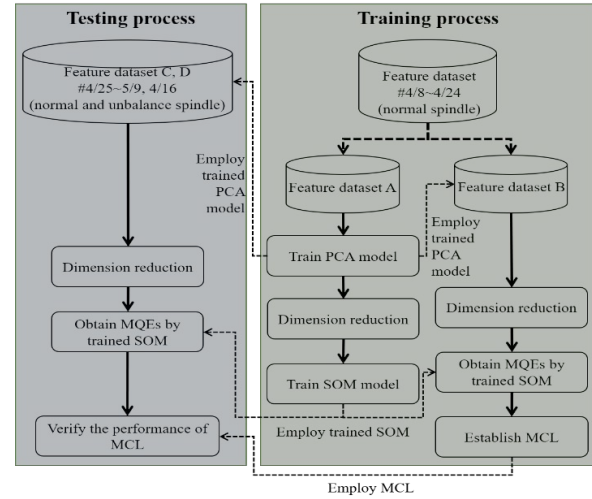 Testing process
Feature dataset C, D
#4/25~5/9, 4/16
(normal and unbalance spindle)
Employ
trained
PCA
model
Dimension reduction
Obtain MQEs by
trained SOM
Verify the performance of
MCL
Training process
Feature dataset
#4/8~4/24
(normal spindle)
Feature dataset A
Feature dataset B
Employ
trained
PCA
model
Train PCA model
Dimension reduction
Dimension reduction
Train SOM model
Obtain MQEs by
trained SOM
Employ trained SOM
Establish MCL
Employ MCL